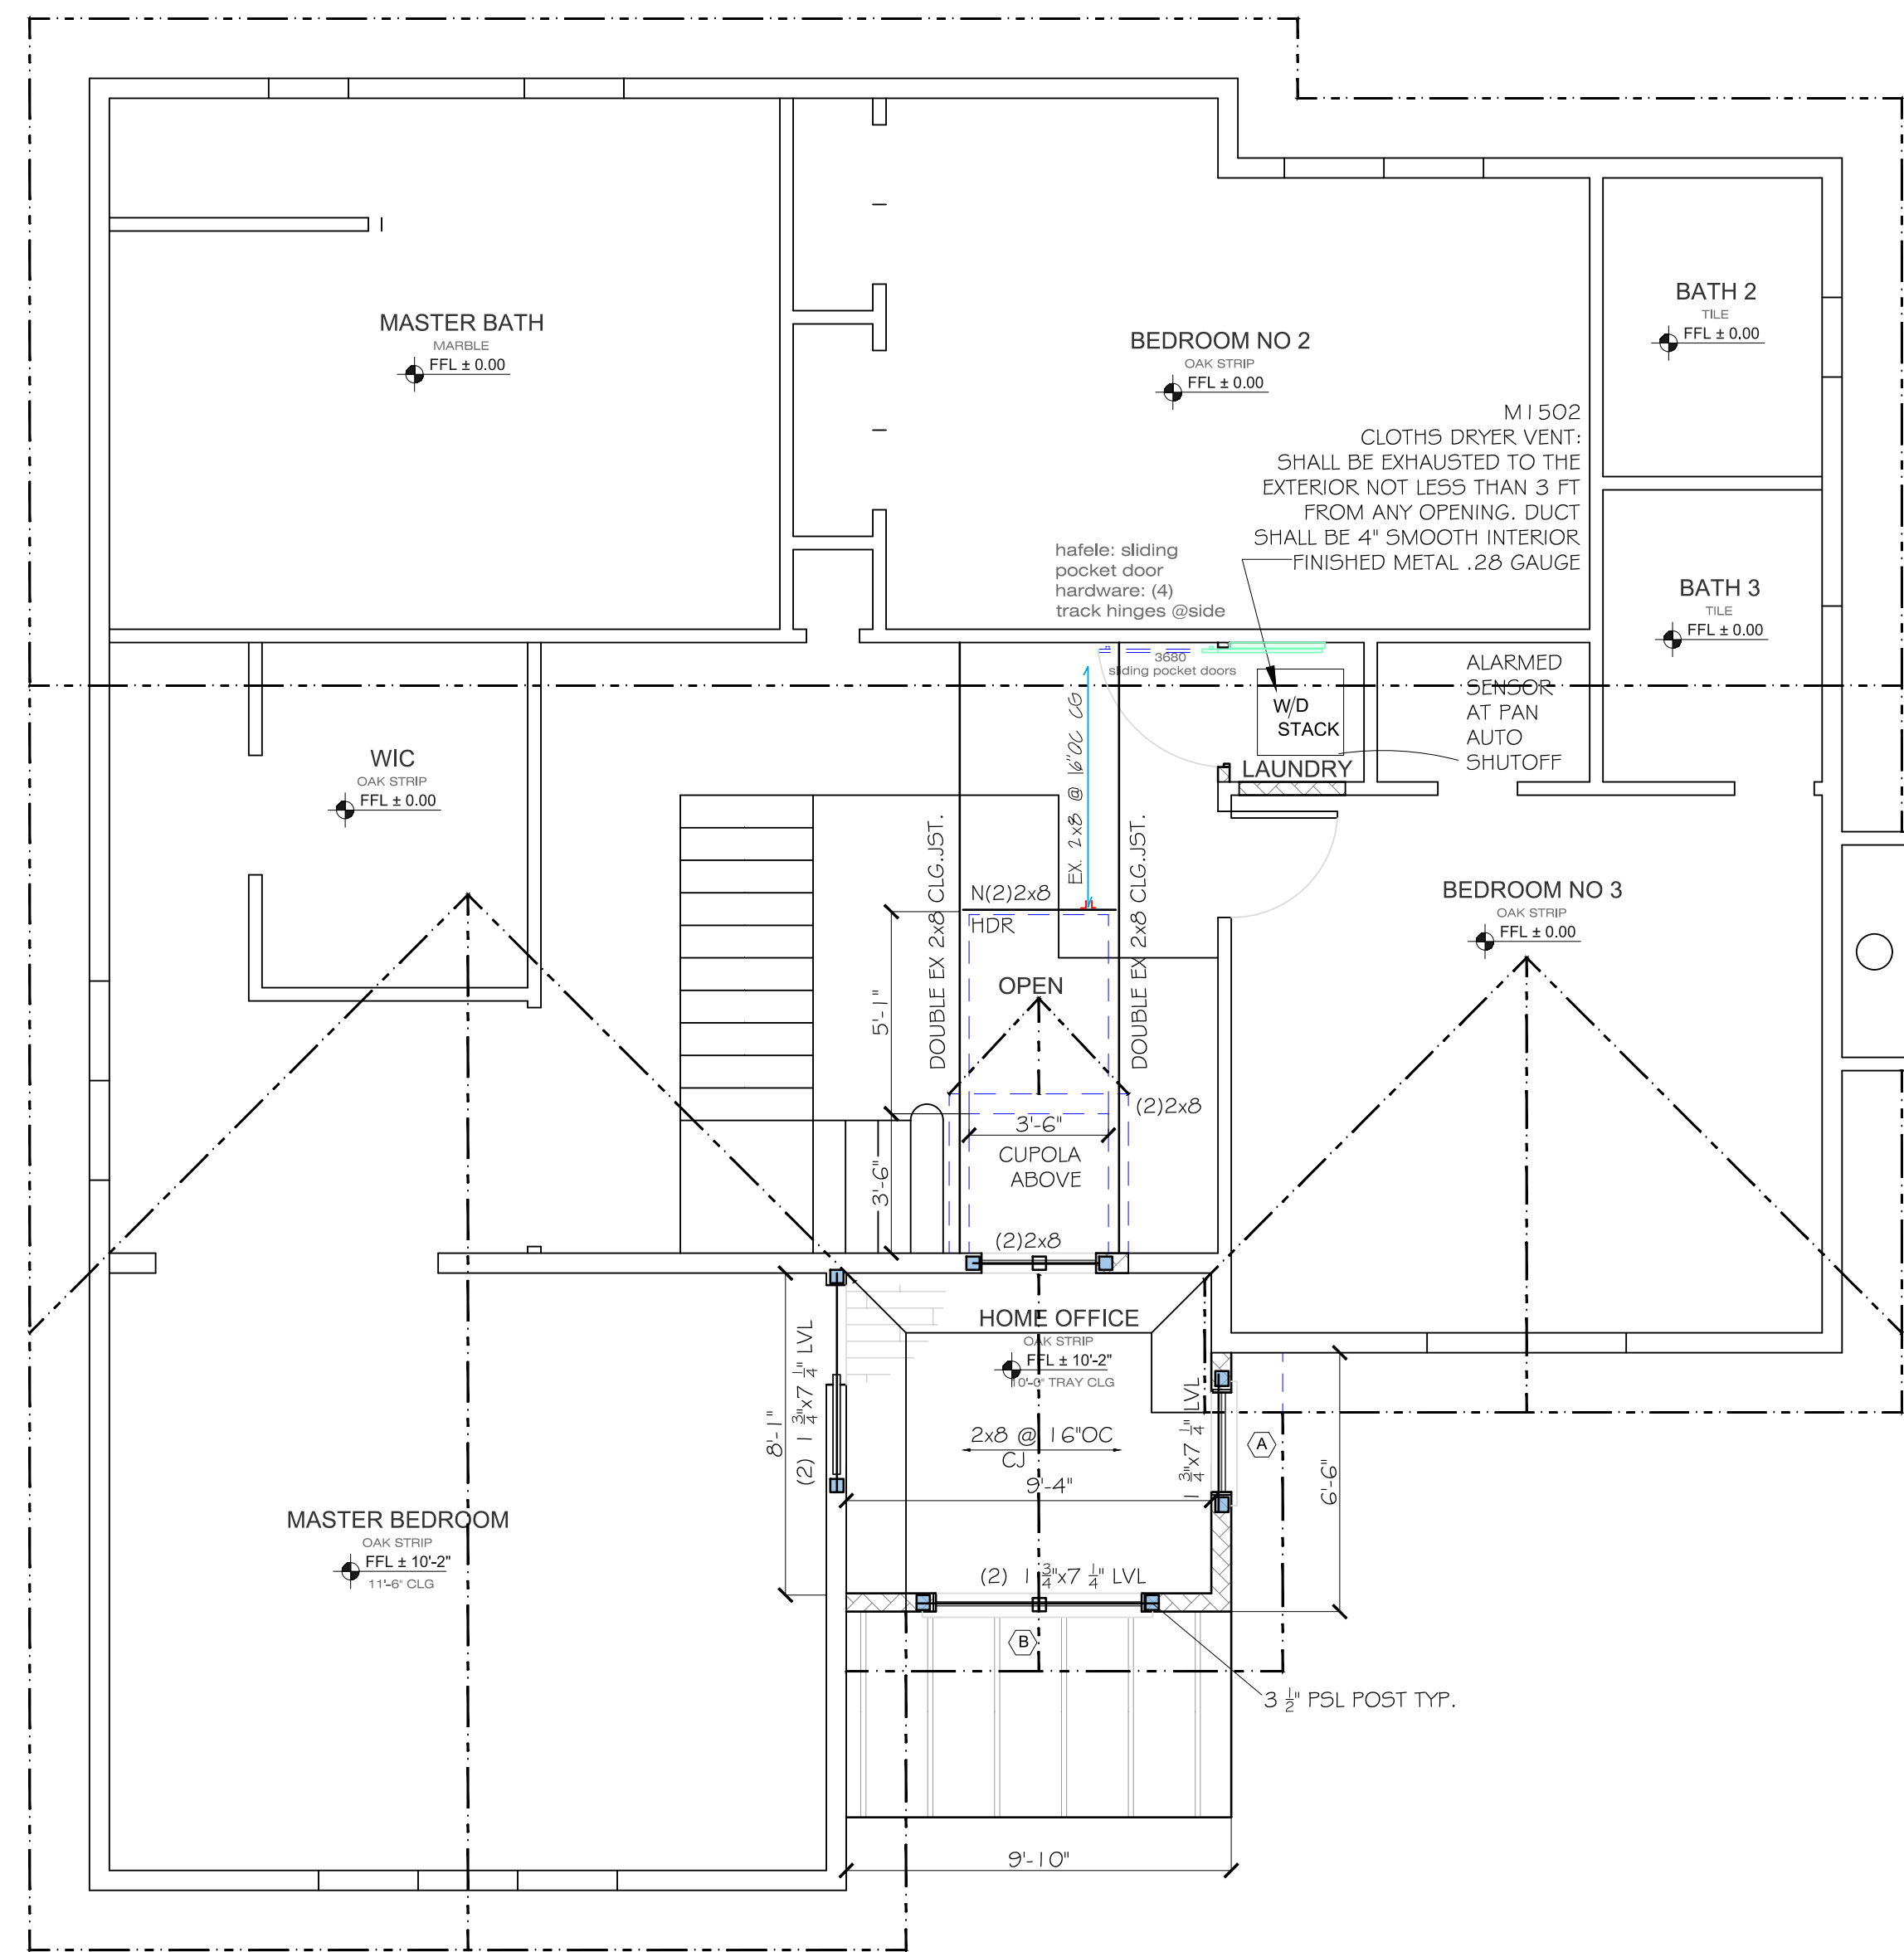 MASTER BATH
MARBLE
FFL ± 0.00
BEDROOM NO 2
OAK STRIP
FFL ± 0.00
BATH 2
TILE
FFL ± 0.00
M1502
CLOTHS DRYER VENT:
SHALL BE EXHAUSTED TO THE
EXTERIOR NOT LESS THAN 3 FT
FROM ANY OPENING. DUCT
SHALL BE 4" SMOOTH INTERIOR
FINISHED METAL .28 GAUGE
hafele: sliding
pocket door
hardware: (4)
track hinges @side
BATH 3
TILE
FFL ± 0.00
3680
sliding pocket doors
ALARMED
SENSOR
AT PAN
AUTO
SHUTOFF
W/D
STACK
LAUNDRY
WIC
OAK STRIP
FFL ± 0.00
EX. 2x8 @ 16"OC CG
DOUBLE EX 2x8 CLG.JST.
DOUBLE EX 2x8 CLG.JST.
N(2)2x8
HDR
BEDROOM NO 3
OAK STRIP
FFL ± 0.00
OPEN
5'-1"
(2)2x8
3'-6"
CUPOLA
ABOVE
3'-6"
(2)2x8
HOME OFFICE
OAK STRIP
FFL ± 10'-2"
10'-0" TRAY CLG
8'-1"
(2) 1 3/4"x7 1/4" LVL
2x8 @ 16"OC
CJ
9'-4"
1 3/4"x7 1/4" LVL
A
6'-6"
MASTER BEDROOM
OAK STRIP
FFL ± 10'-2"
11'-6" CLG
(2) 1 3/4"x7 1/4" LVL
B
3 1/2" PSL POST TYP.
9'-10"